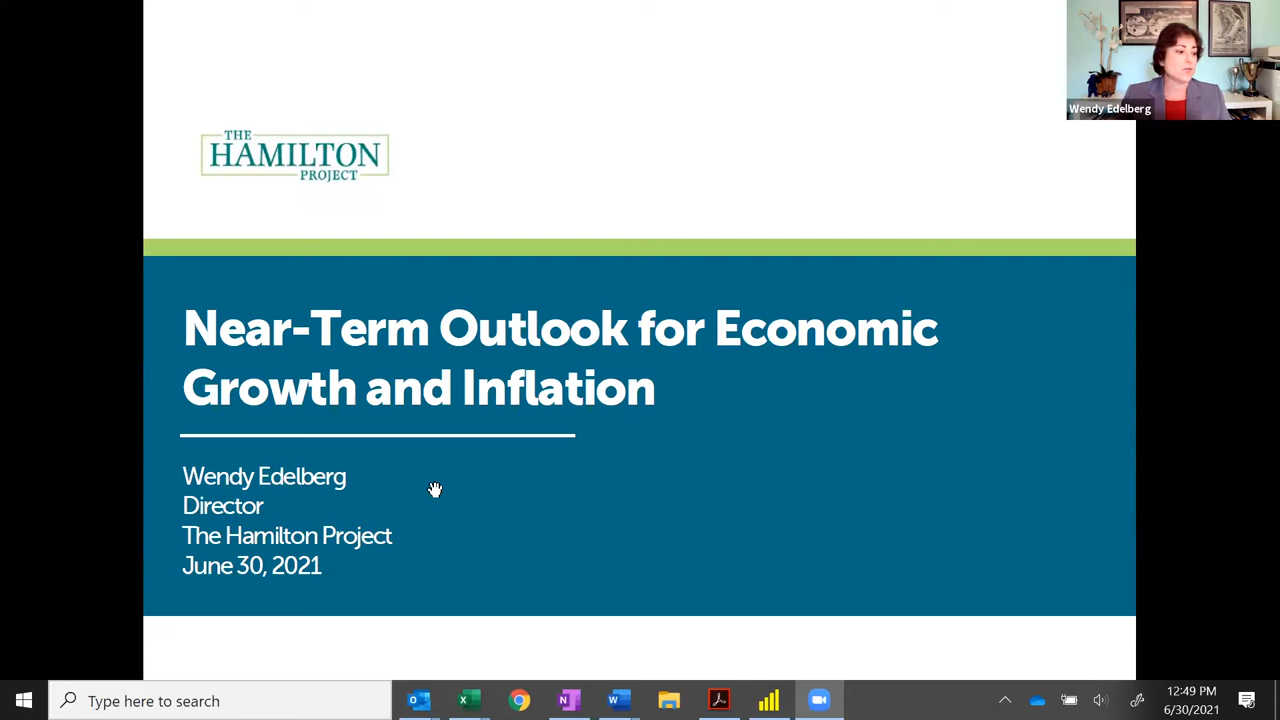 Wendy Edelberg
THE
HAMILTON
PROJECT
Near-Term Outlook for Economic
Growth and Inflation
Wendy Edelberg
Director
The Hamilton Project
June 30, 2021
Type here to search
12:49 PM
6/30/2021